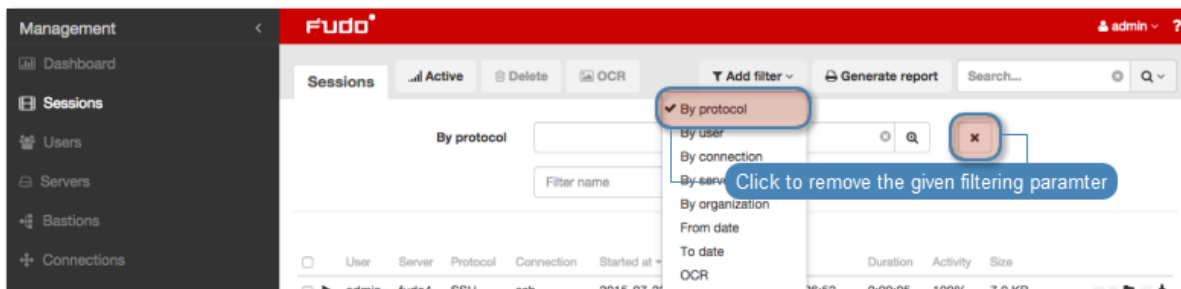 Management
FUDO
admin
?
Dashboard
Sessions
Active
Delete
OCR
Add filter
Generate report
Search...
Sessions
By protocol
By protocol
Users
By user
By connection
Servers
Filter name
Click to remove the given filtering paramter
Bastions
By organization
From date
Connections
To date
User Server Protocol Connection Started at
Duration Activity Size
OCR
admin
SSH